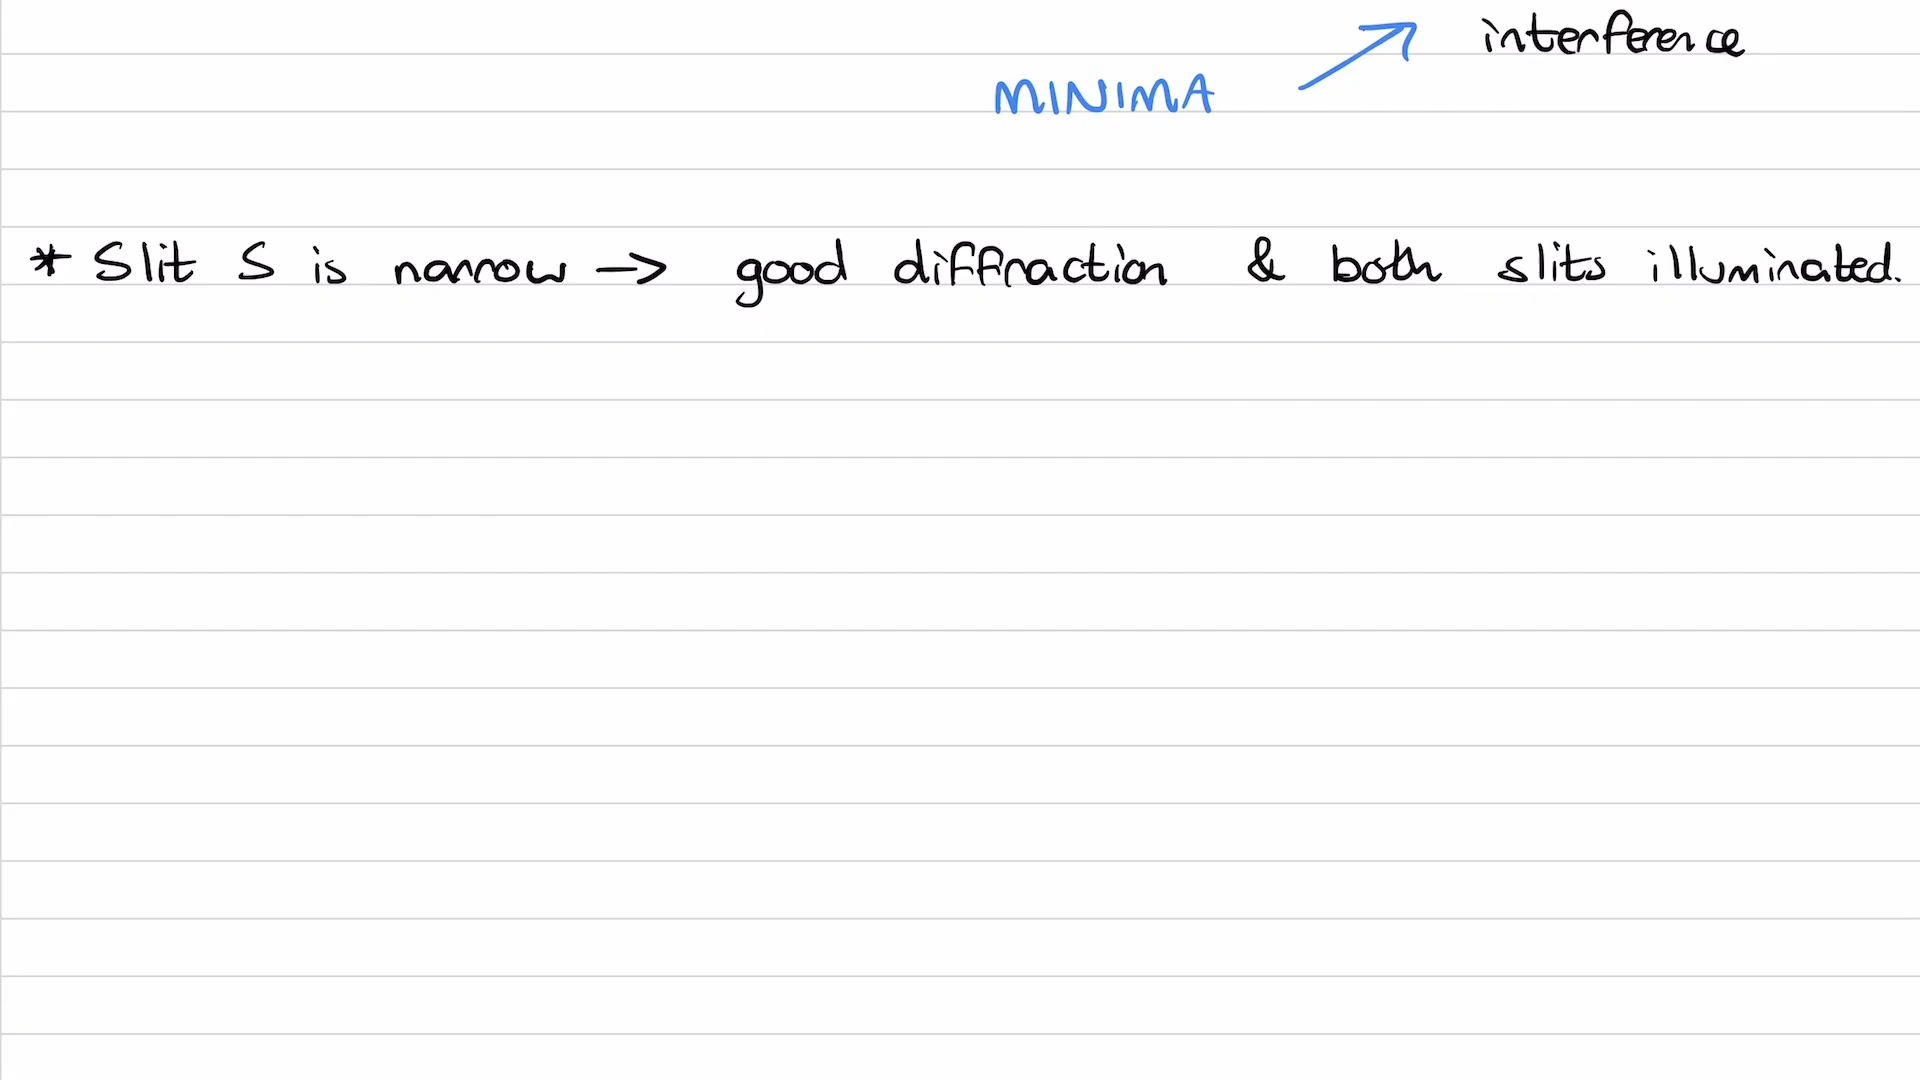 interference
MINIMA
* Slit S is narrow -> good diffraction & both slits illuminated.